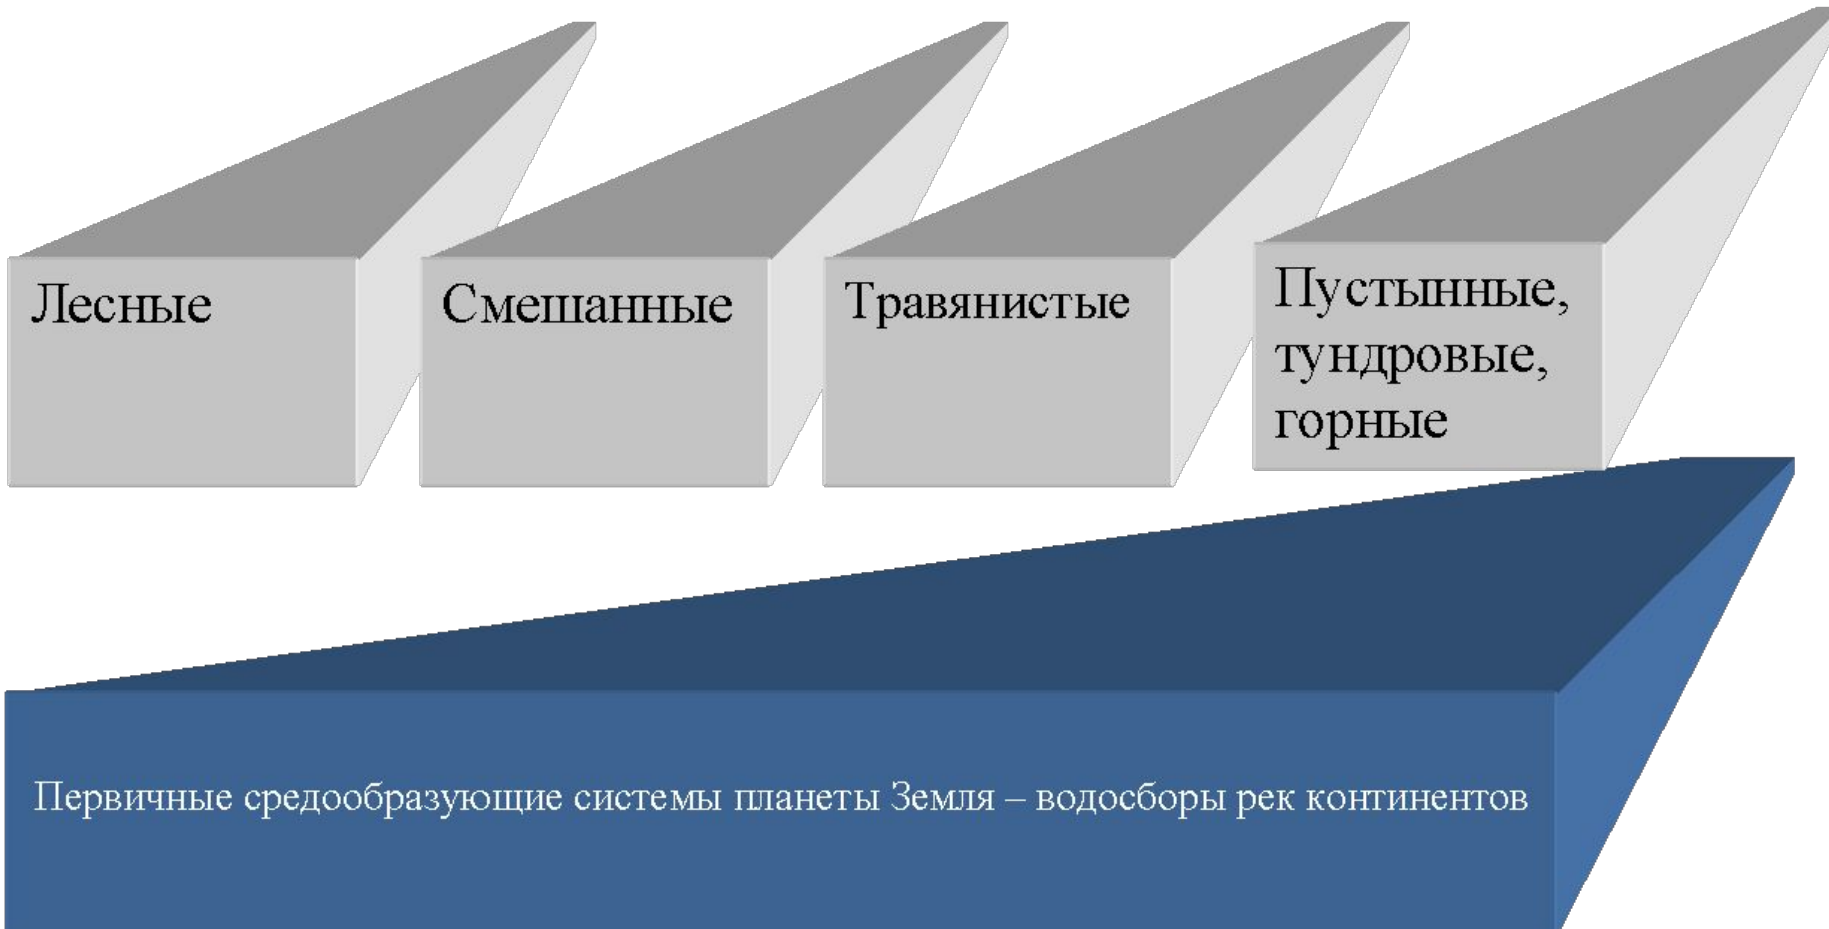 Лесные
Смешанные
Травянистые
Пустынные,
тундровые,
горные
Первичные средообразующие системы планеты Земля – водосборы рек континентов